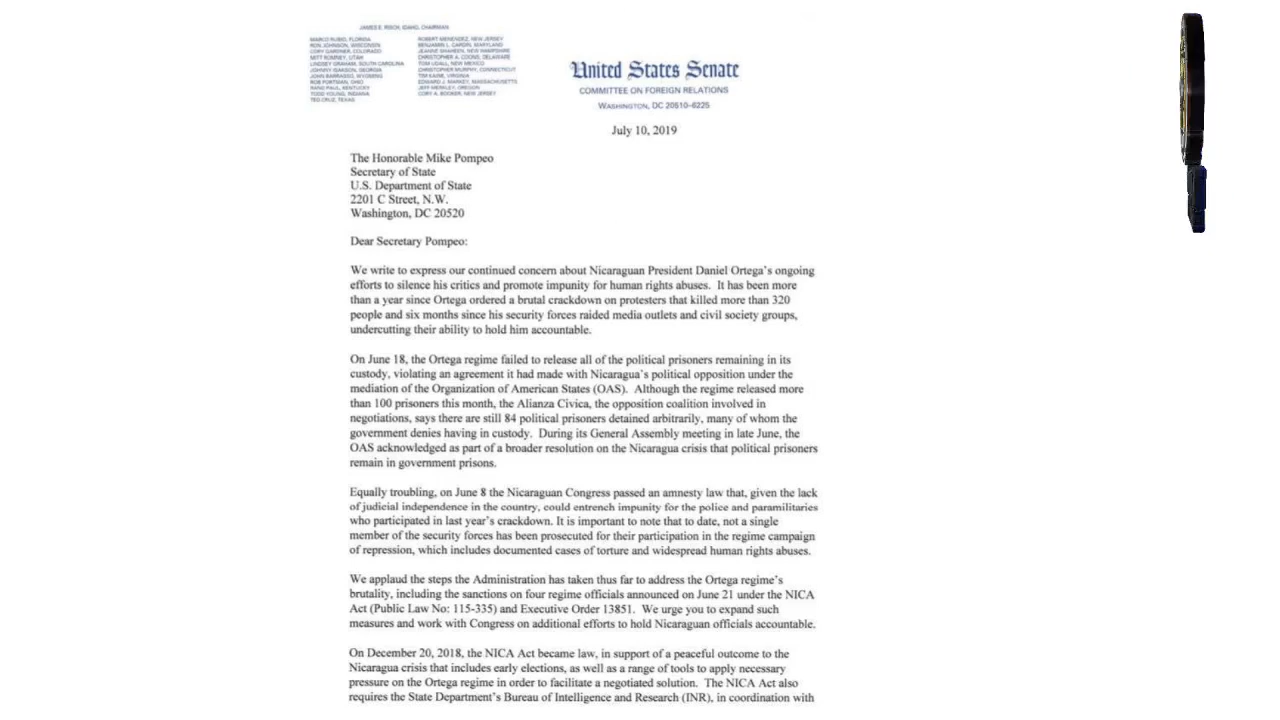 JAMES E. RISCH, IDAHO, CHAIRMAN
MARCO RUBIO, FLORIDA
RON JOHNSON, WISCONSIN
CORY GARDNER, COLORADO
MITT ROMNEY, UTAH
LINDSEY GRAHAM, SOUTH CAROLINA
JOHNNY ISAKSON, GEORGIA
JOHN BARRASSO, WYOMING
ROB PORTMAN, OHIO
RAND PAUL, KENTUCKY
TODD YOUNG, INDIANA
TED CRUZ, TEXAS
ROBERT MENENDEZ, NEW JERSEY
BENJAMIN L. CARDIN, MARYLAND
JEANNE SHAHEEN, NEW HAMPSHIRE
CHRISTOPHER A. COONS, DELAWARE
TOM UDALL, NEW MEXICO
CHRISTOPHER MURPHY, CONNECTICUT
TIM KAINE, VIRGINIA
EDWARD J. MARKEY, MASSACHUSETTS
JEFF MERKLEY, OREGON
CORY A. BOOKER, NEW JERSEY
United States Senate
COMMITTEE ON FOREIGN RELATIONS
WASHINGTON, DC 20510–6225
July 10, 2019
The Honorable Mike Pompeo
Secretary of State
U.S. Department of State
2201 C Street, N.W.
Washington, DC 20520
Dear Secretary Pompeo:
We write to express our continued concern about Nicaraguan President Daniel Ortega's ongoing
efforts to silence his critics and promote impunity for human rights abuses. It has been more
than a year since Ortega ordered a brutal crackdown on protesters that killed more than 320
people and six months since his security forces raided media outlets and civil society groups,
undercutting their ability to hold him accountable.
On June 18, the Ortega regime failed to release all of the political prisoners remaining in its
custody, violating an agreement it had made with Nicaragua's political opposition under the
mediation of the Organization of American States (OAS). Although the regime released more
than 100 prisoners this month, the Alianza Civica, the opposition coalition involved in
negotiations, says there are still 84 political prisoners detained arbitrarily, many of whom the
government denies having in custody. During its General Assembly meeting in late June, the
OAS acknowledged as part of a broader resolution on the Nicaragua crisis that political prisoners
remain in government prisons.
Equally troubling, on June 8 the Nicaraguan Congress passed an amnesty law that, given the lack
of judicial independence in the country, could entrench impunity for the police and paramilitaries
who participated in last year's crackdown. It is important to note that to date, not a single
member of the security forces has been prosecuted for their participation in the regime campaign
of repression, which includes documented cases of torture and widespread human rights abuses.
We applaud the steps the Administration has taken thus far to address the Ortega regime's
brutality, including the sanctions on four regime officials announced on June 21 under the NICA
Act (Public Law No: 115-335) and Executive Order 13851. We urge you to expand such
measures and work with Congress on additional efforts to hold Nicaraguan officials accountable.
On December 20, 2018, the NICA Act became law, in support of a peaceful outcome to the
Nicaragua crisis that includes early elections, as well as a range of tools to apply necessary
pressure on the Ortega regime in order to facilitate a negotiated solution. The NICA Act also
requires the State Department's Bureau of Intelligence and Research (INR), in coordination with